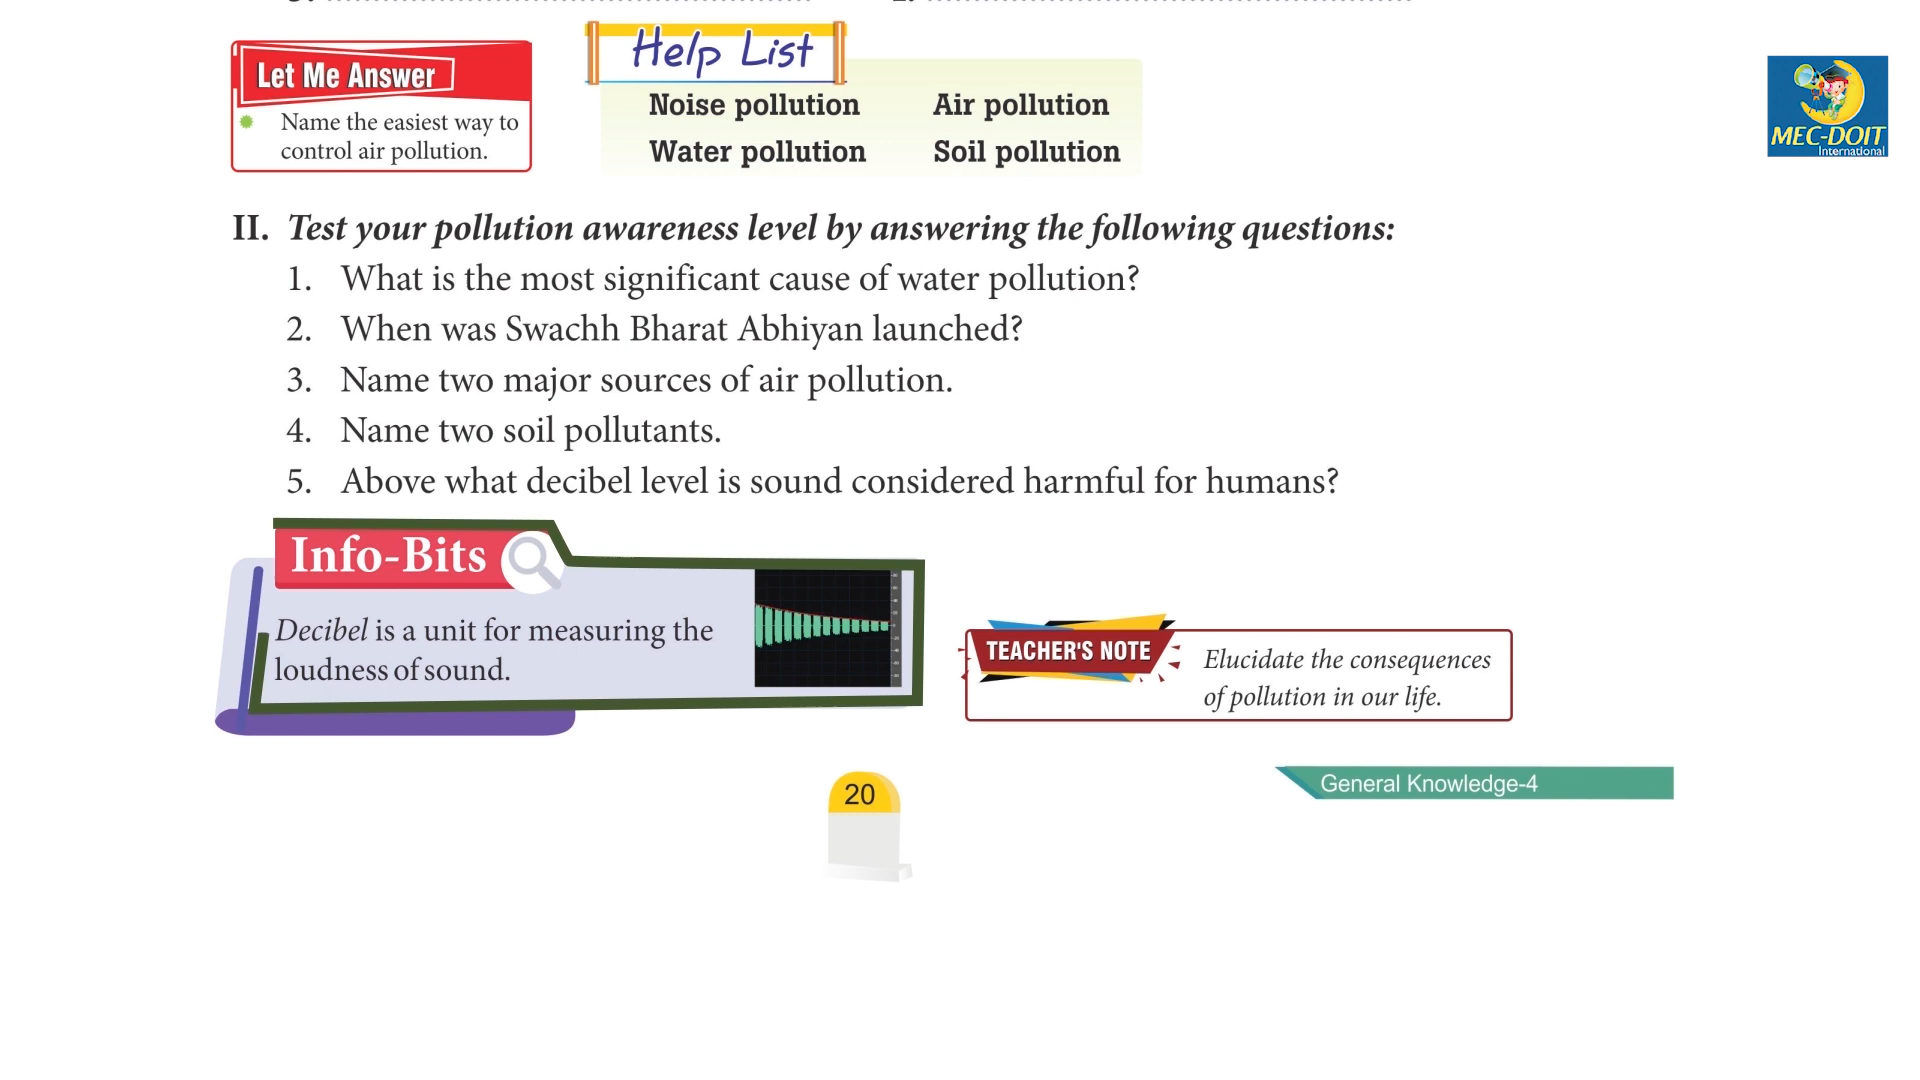 Let Me Answer
Name the easiest way to
control air pollution.
Help List
Noise pollution Air pollution
Water pollution Soil pollution
MEC-DOIT
International
II. Test your pollution awareness level by answering the following questions:
1. What is the most significant cause of water pollution?
2. When was Swachh Bharat Abhiyan launched?
3. Name two major sources of air pollution.
4. Name two soil pollutants.
5. Above what decibel level is sound considered harmful for humans?
Info-Bits
Decibel is a unit for measuring the
loudness of sound.
TEACHER'S NOTE
Elucidate the consequences
of pollution in our life.
20
General Knowledge-4